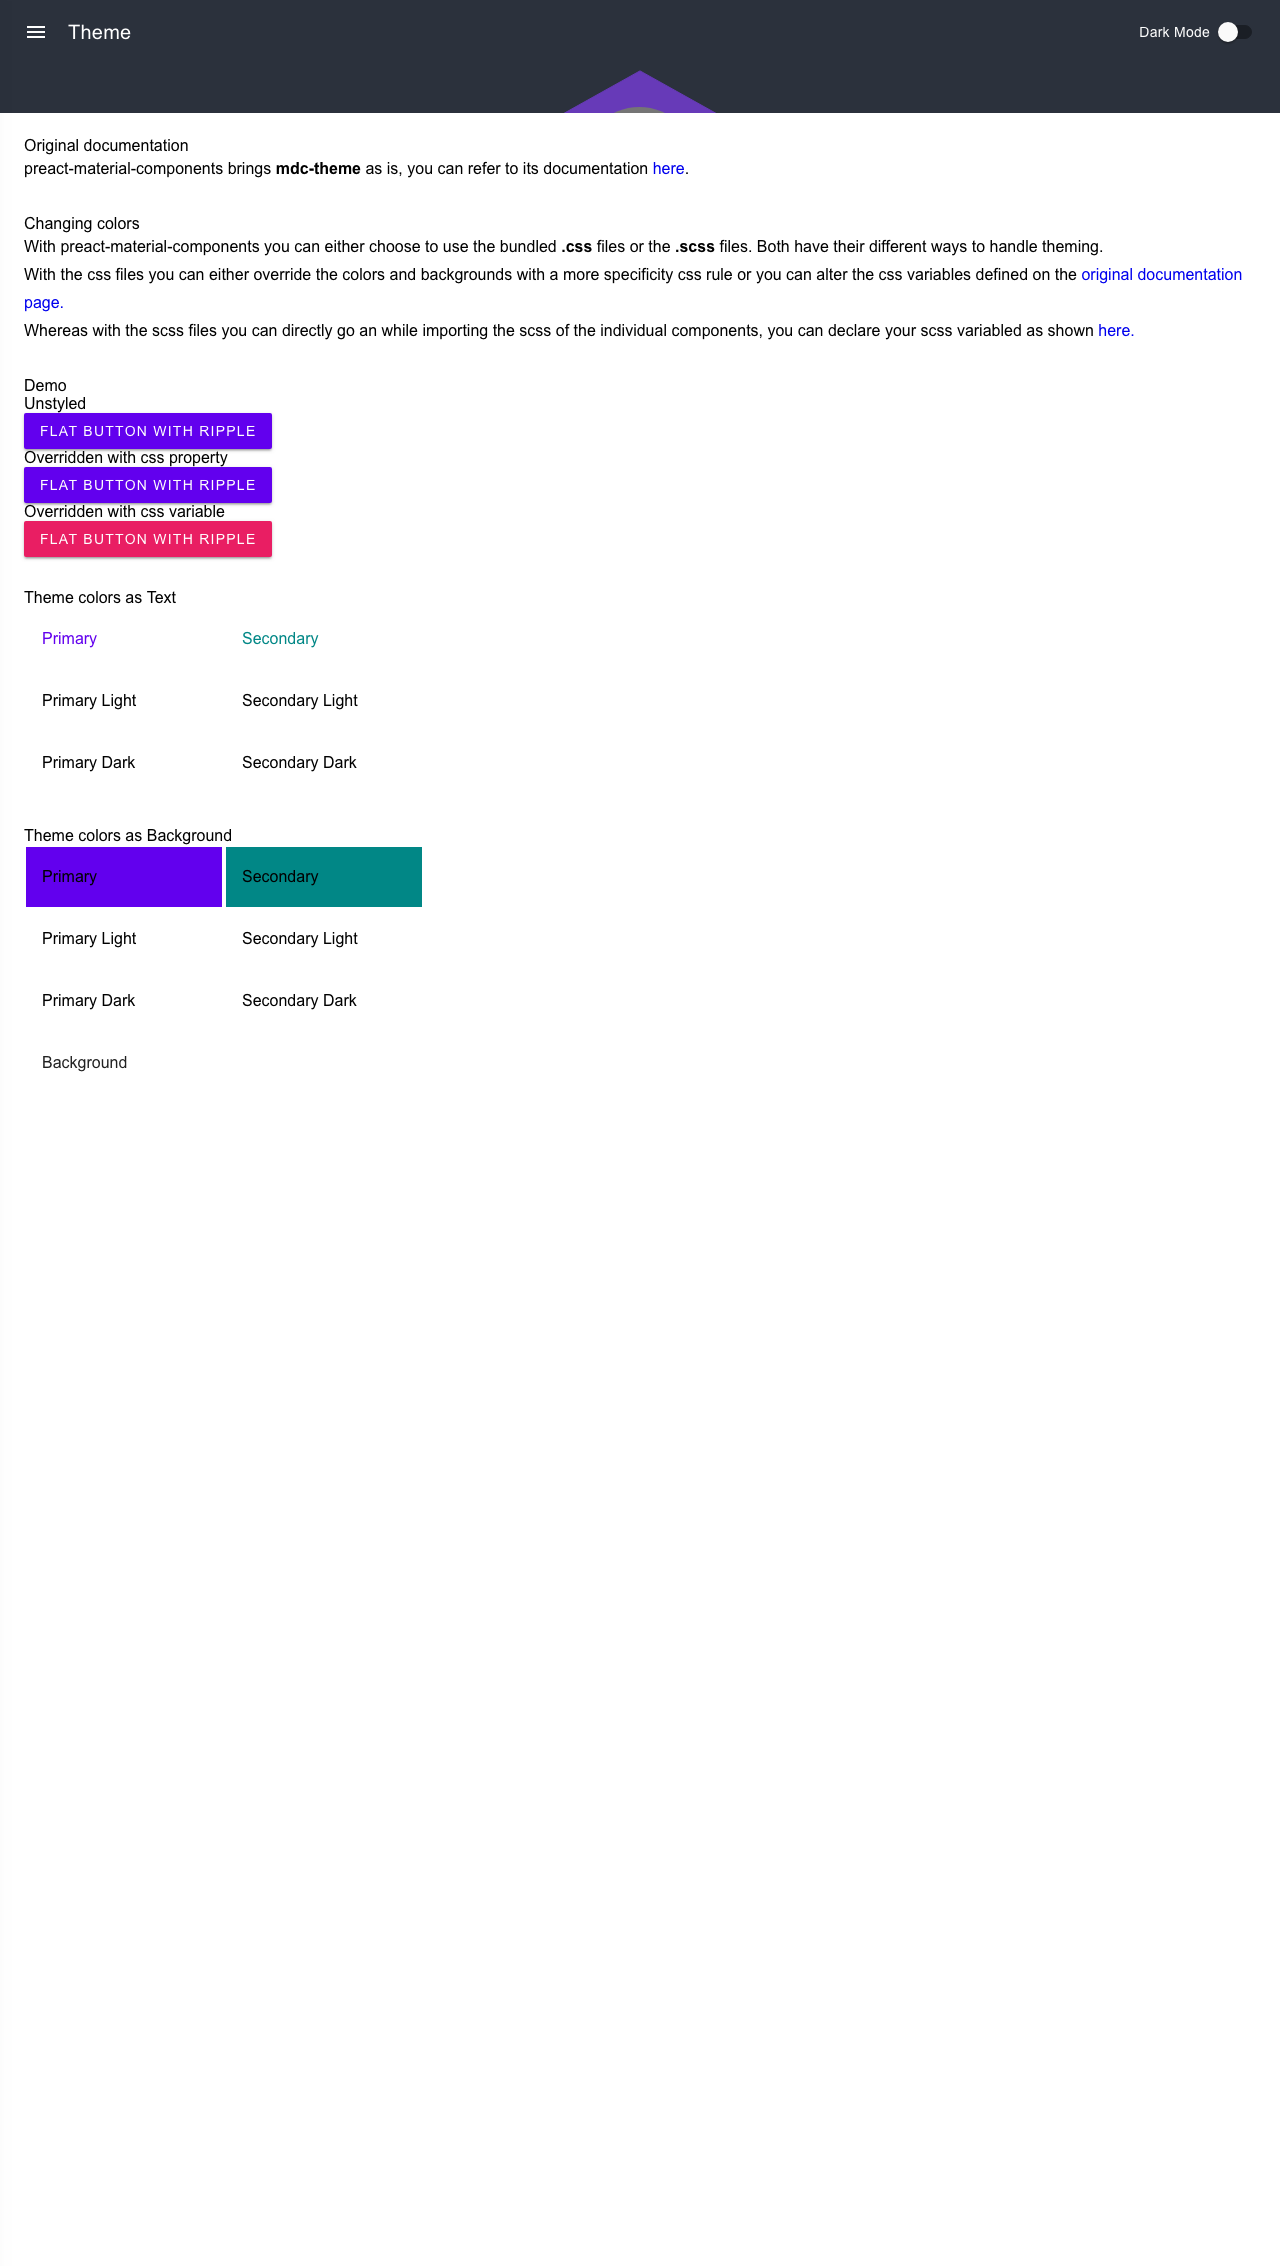 Theme
Dark Mode
Original documentation
preact-material-components brings mdc-theme as is, you can refer to its documentation here.
Changing colors
With preact-material-components you can either choose to use the bundled .css files or the .scss files. Both have their different ways to handle theming.
With the css files you can either override the colors and backgrounds with a more specificity css rule or you can alter the css variables defined on the original documentation
page.
Whereas with the scss files you can directly go an while importing the scss of the individual components, you can declare your scss variabled as shown here.
Demo
Unstyled
FLAT BUTTON WITH RIPPLE
Overridden with css property
FLAT BUTTON WITH RIPPLE
Overridden with css variable
FLAT BUTTON WITH RIPPLE
Theme colors as Text
Primary Secondary
Primary Light Secondary Light
Primary Dark Secondary Dark
Theme colors as Background
Primary Secondary
Primary Light Secondary Light
Primary Dark Secondary Dark
Background